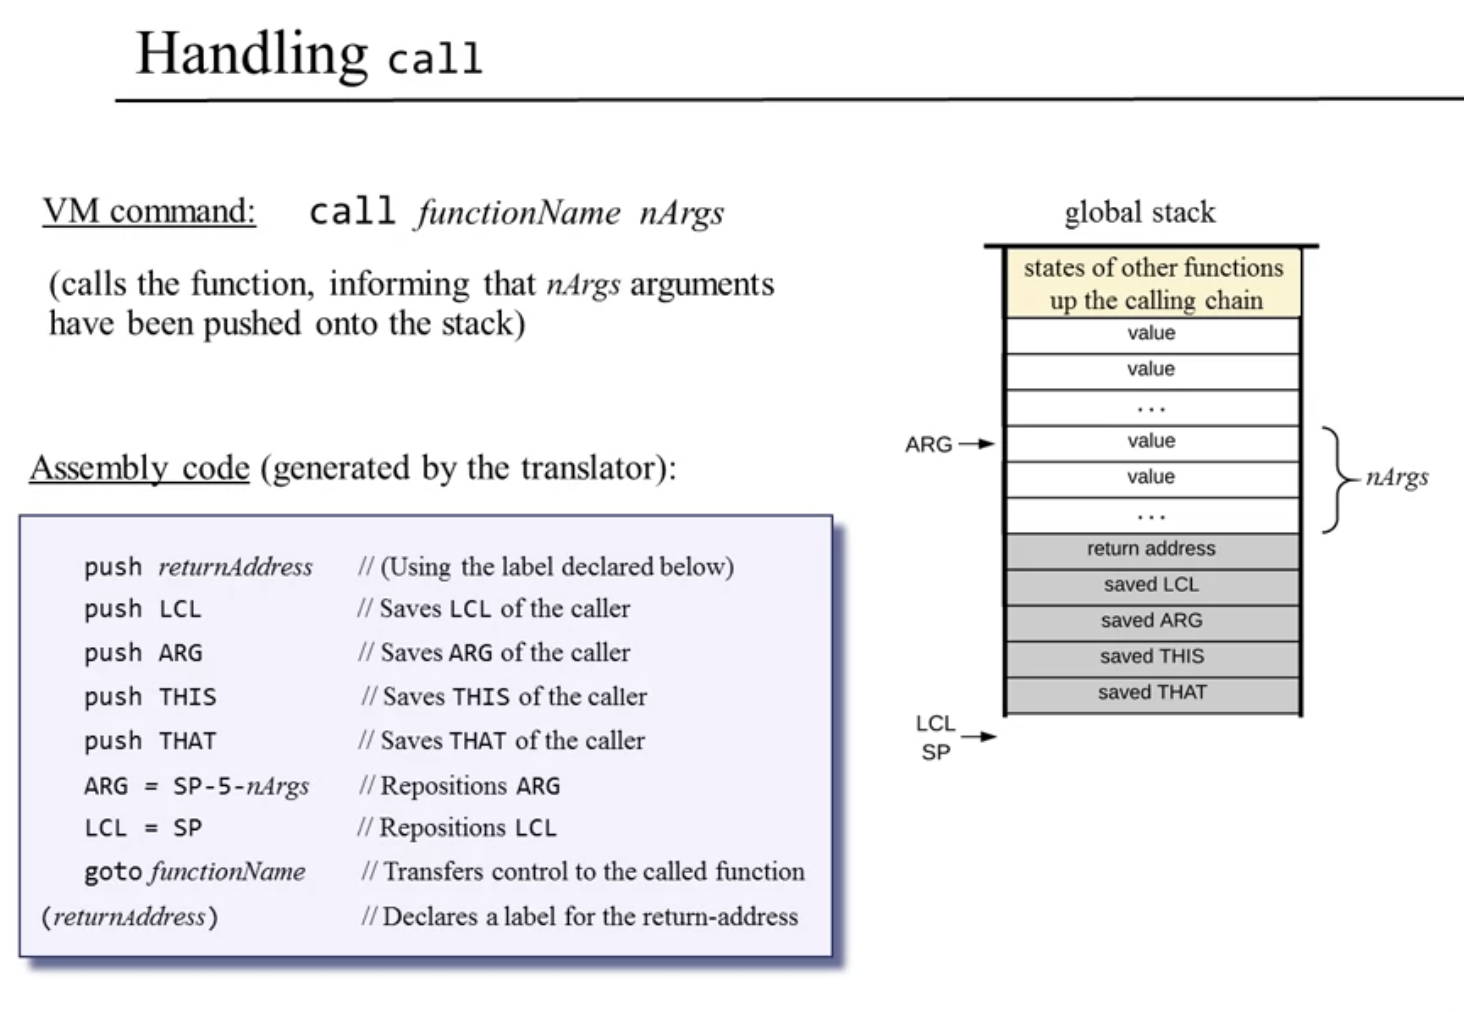 Handling call
VM command: call functionName nArgs
(calls the function, informing that nArgs arguments
have been pushed onto the stack)
Assembly code (generated by the translator):
push returnAddress // (Using the label declared below)
push LCL // Saves LCL of the caller
push ARG // Saves ARG of the caller
push THIS // Saves THIS of the caller
push THAT // Saves THAT of the caller
ARG = SP-5-nArgs // Repositions ARG
LCL = SP // Repositions LCL
goto functionName // Transfers control to the called function
(returnAddress) // Declares a label for the return-address
global stack
states of other functions
up the calling chain
value
value
...
ARG
value
value
...
nArgs
return address
saved LCL
saved ARG
saved THIS
saved THAT
LCL
SP